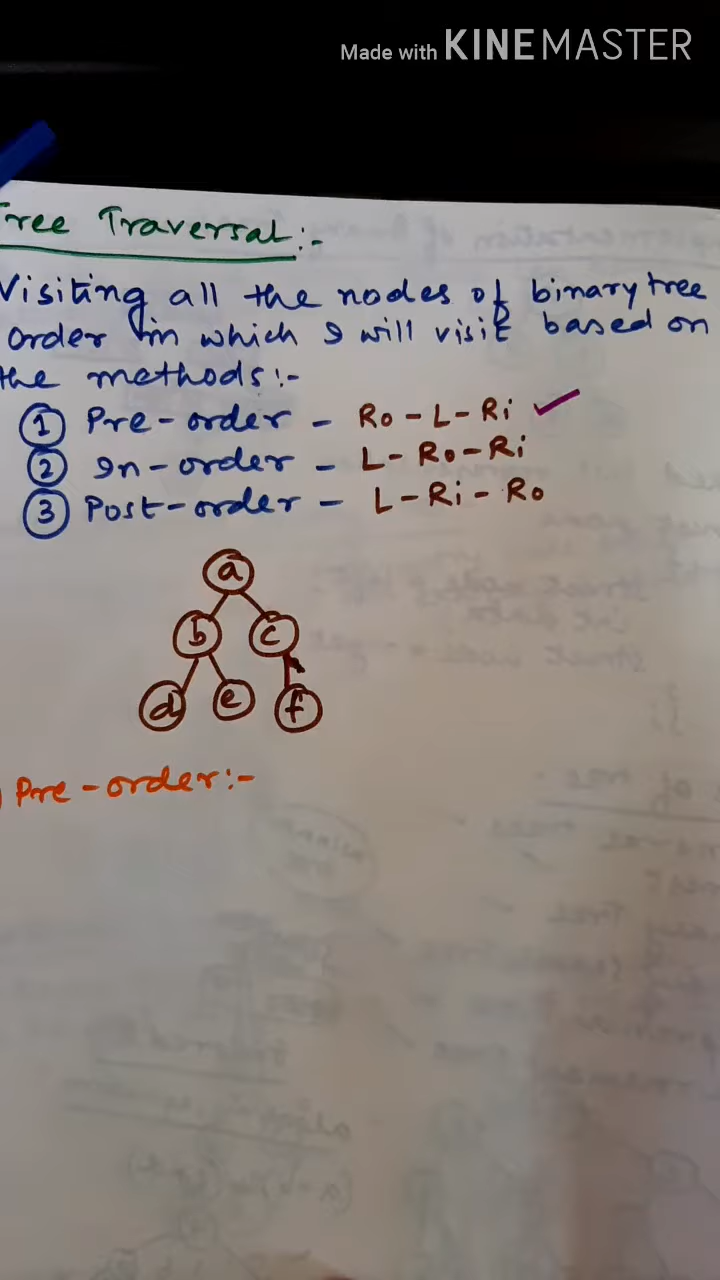 Made with KINEMASTER
Tree Traversal:-
Visiting all the nodes of binary tree
order in which I will visit based on
the methods:-
① Pre-order - Ro-L-Ri
② In-order - L-Ro-Ri
③ Post-order - L-Ri-Ro
a
b c
d e f
Pre-order:-